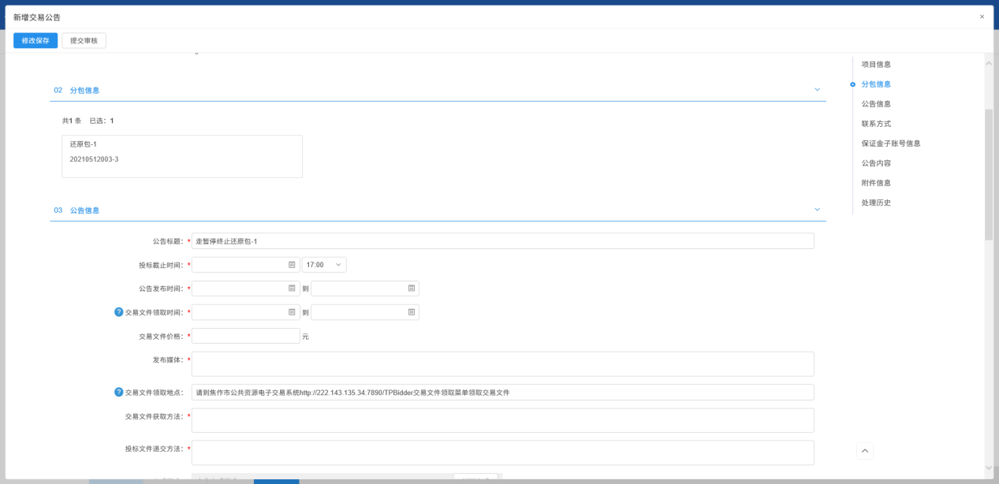 新增交易公告 ×
修改保存 提交审核
02 分包信息
共1 条 已选：1
还原包-1
20210512003-3
03 公告信息
公告标题：* 走暂停终止还原包-1
投标截止时间：* 17:00
公告发布时间：* 到
? 交易文件领取时间：* 到
交易文件价格：* 元
发布媒体：*
? 交易文件领取地点： 请到焦作市公共资源电子交易系统http://222.143.135.34:7890/TPBidder交易文件领取菜单领取交易文件
交易文件获取方法：*
投标文件递交方法：*
项目信息
分包信息
公告信息
联系方式
保证金子账号信息
公告内容
附件信息
处理历史